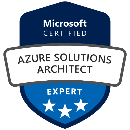 Microsoft
CERTIFIED
AZURE SOLUTIONS
ARCHITECT
EXPERT